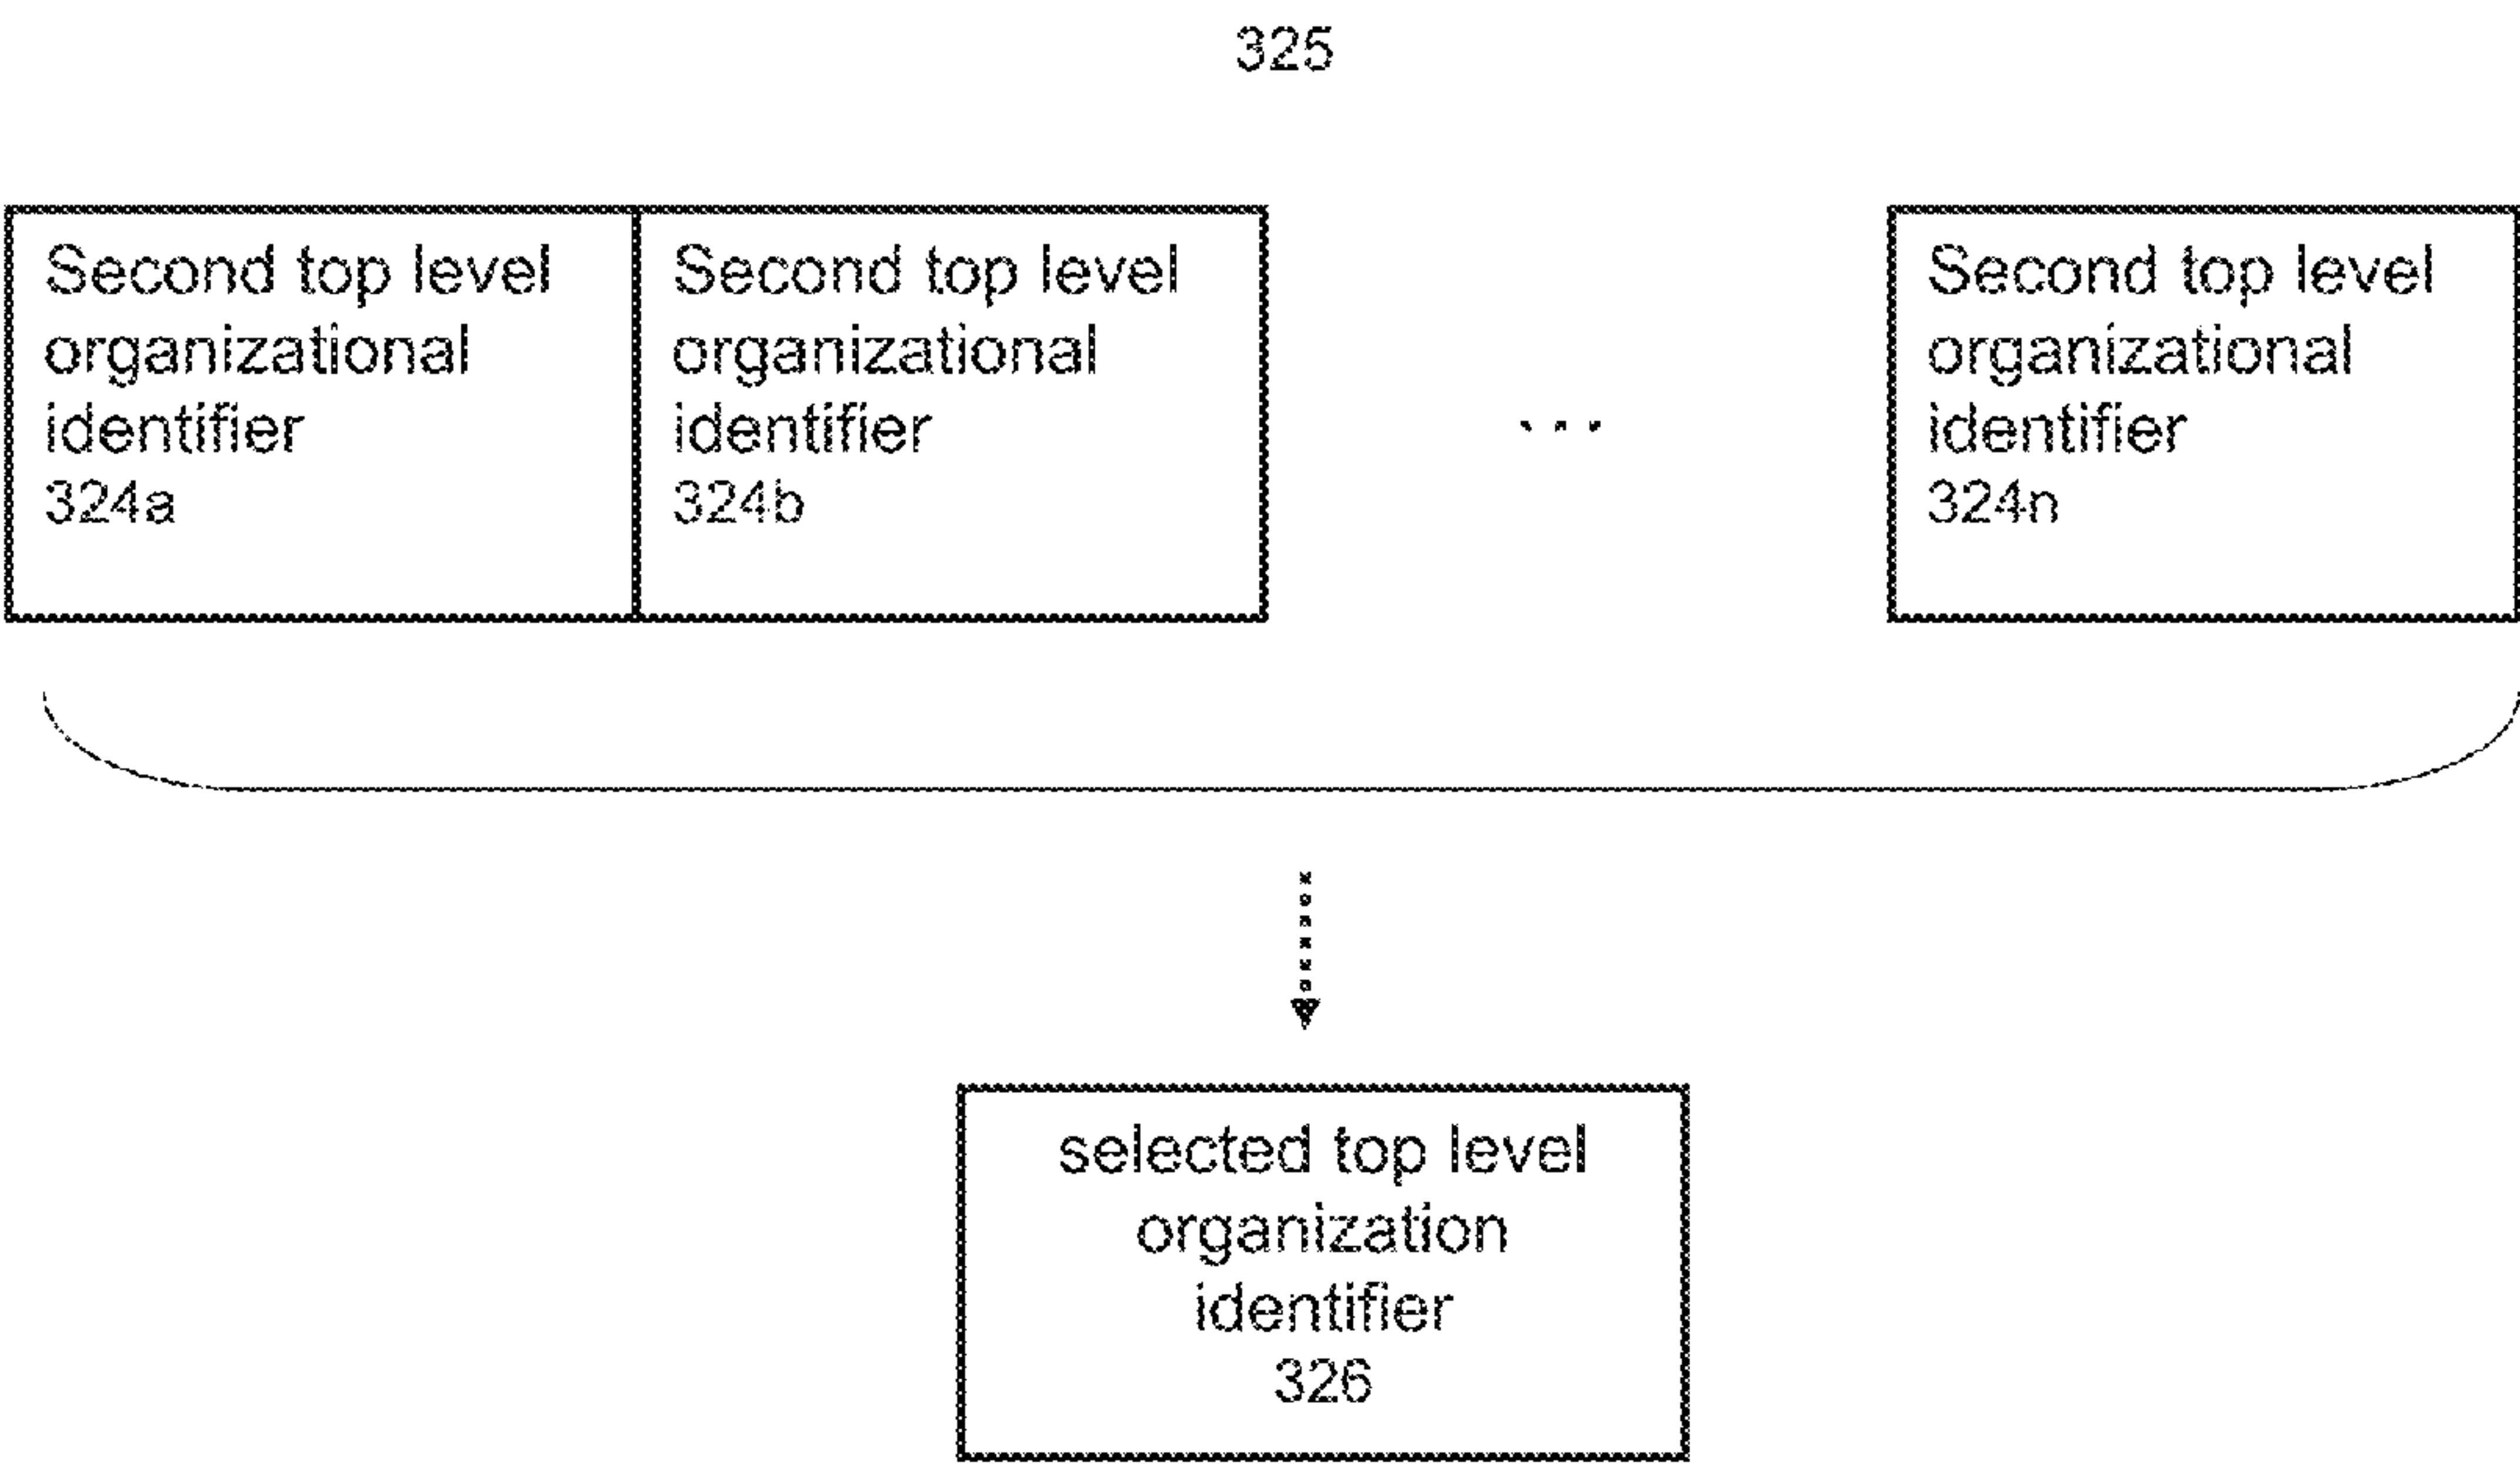 325
Second top level
organizational
identifier
324a
Second top level
organizational
identifier
324b
...
Second top level
organizational
identifier
324n
selected top level
organization
identifier
326